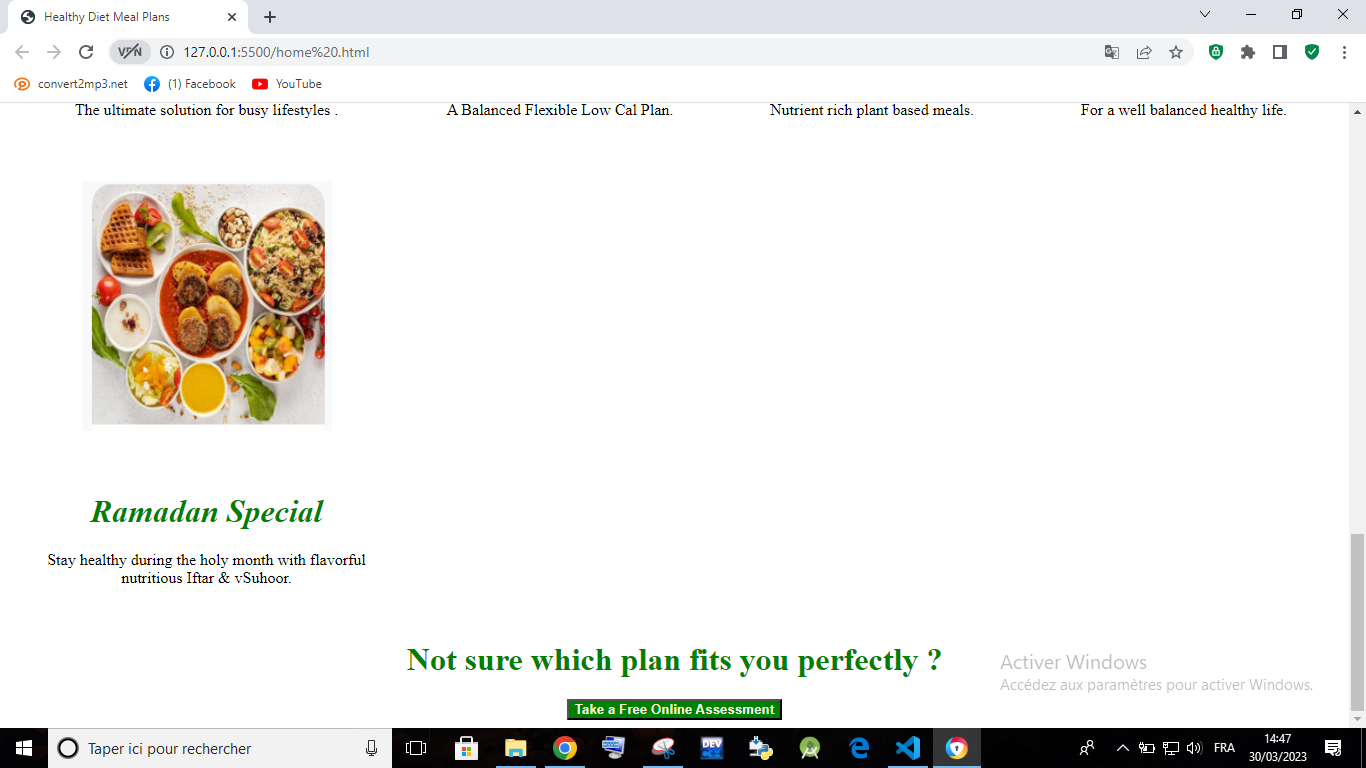 Healthy Diet Meal Plans
VPN
127.0.0.1:5500/home%20.html
convert2mp3.net
(1) Facebook
YouTube
The ultimate solution for busy lifestyles .
A Balanced Flexible Low Cal Plan.
Nutrient rich plant based meals.
For a well balanced healthy life.
Ramadan Special
Stay healthy during the holy month with flavorful
nutritious Iftar & vSuhoor.
Not sure which plan fits you perfectly ?
Take a Free Online Assessment
Activer Windows
Accédez aux paramètres pour activer Windows.
Taper ici pour rechercher
DEV
FRA
14:47
30/03/2023